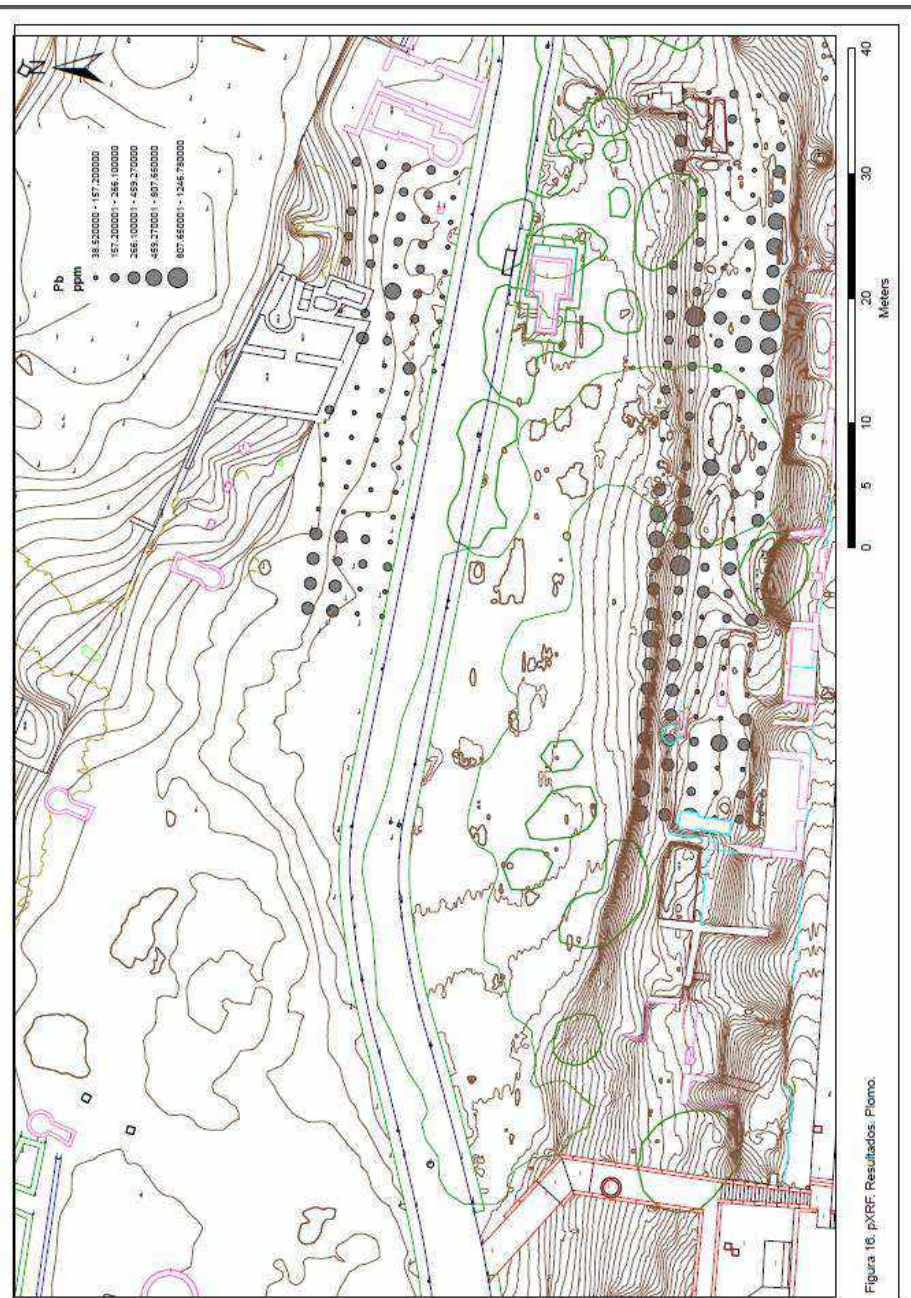 N
Pb
ppm
38.520000 - 157.200000
157.200001 - 266.100000
266.100001 - 459.270000
459.270001 - 807.650000
807.650001 - 1246.780000
0 5 10 20 30 40
Meters
Figura 16. pXRF. Resultados. Plomo.